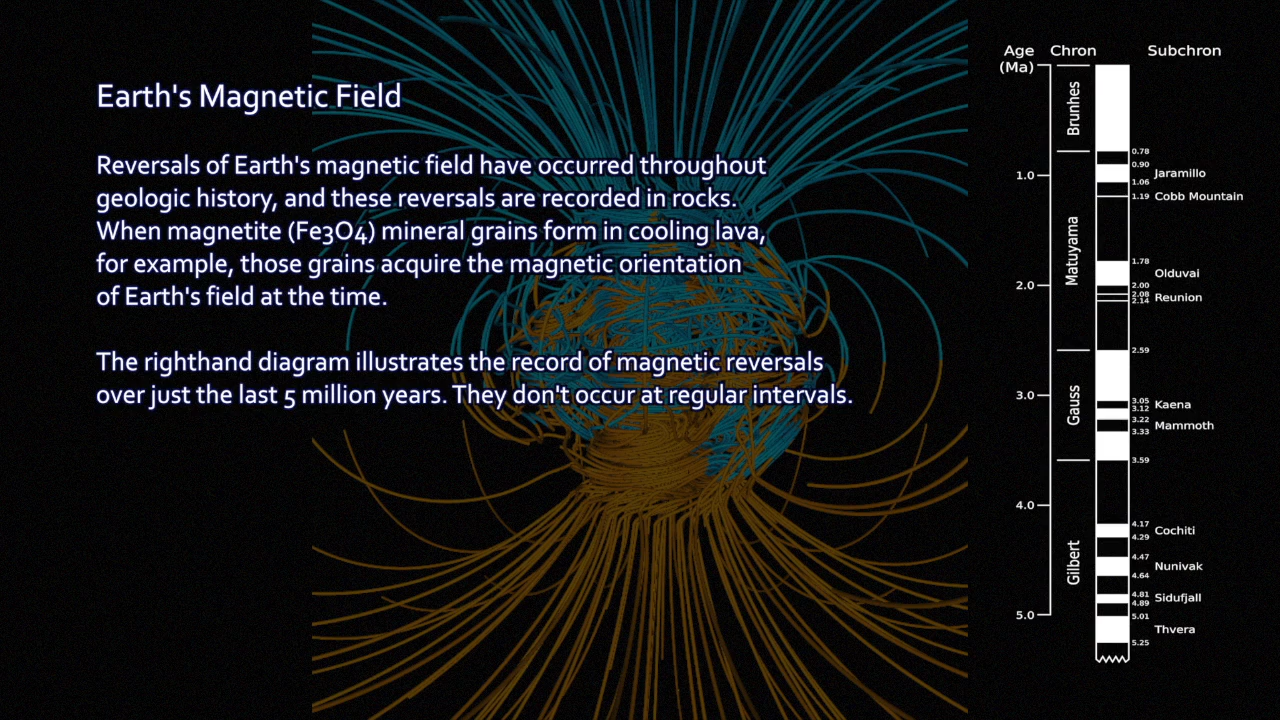 Earth's Magnetic Field
Reversals of Earth's magnetic field have occurred throughout
geologic history, and these reversals are recorded in rocks.
When magnetite (Fe3O4) mineral grains form in cooling lava,
for example, those grains acquire the magnetic orientation
of Earth's field at the time.
The righthand diagram illustrates the record of magnetic reversals
over just the last 5 million years. They don't occur at regular intervals.
Age Chron Subchron
(Ma)
Brunhes
0.78
0.90
1.0 Jaramillo
1.06
1.19 Cobb Mountain
Matuyama
1.78
Olduvai
2.0 2.00
2.08
Reunion
2.14
2.59
Gauss
3.0 3.05
Kaena
3.12
3.22
Mammoth
3.33
3.59
4.0
Gilbert
4.17
Cochiti
4.29
4.47
Nunivak
4.64
4.81
Sidufjall
4.89
5.0 5.01
Thvera
5.25